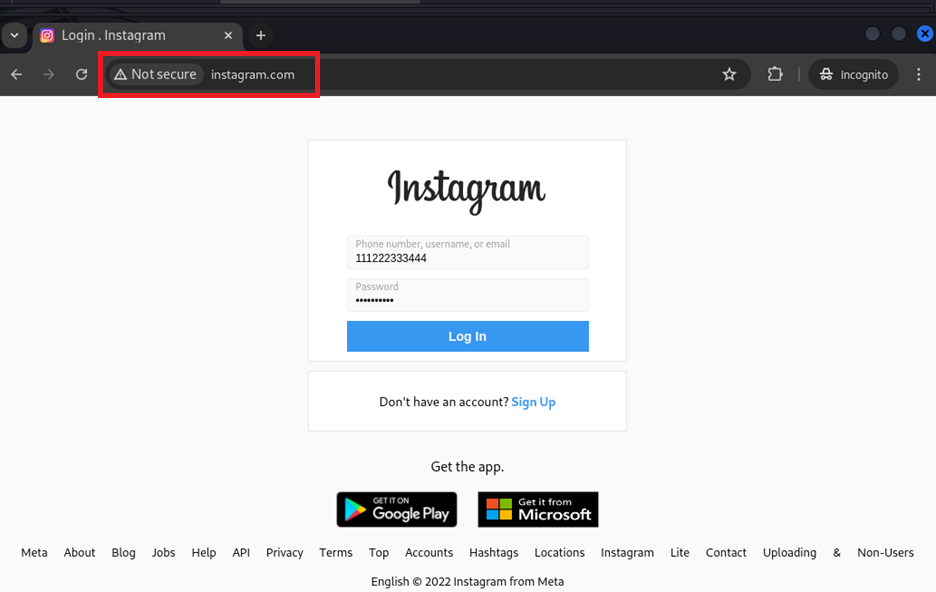 Login . Instagram
Not secure instagram.com
Incognito
Instagram
Phone number, username, or email
111222333444
Password
••••••••••
Log In
Don't have an account? Sign Up
Get the app.
GET IT ON
Google Play
Get it from
Microsoft
Meta About Blog Jobs Help API Privacy Terms Top Accounts Hashtags Locations Instagram Lite Contact Uploading & Non-Users
English © 2022 Instagram from Meta